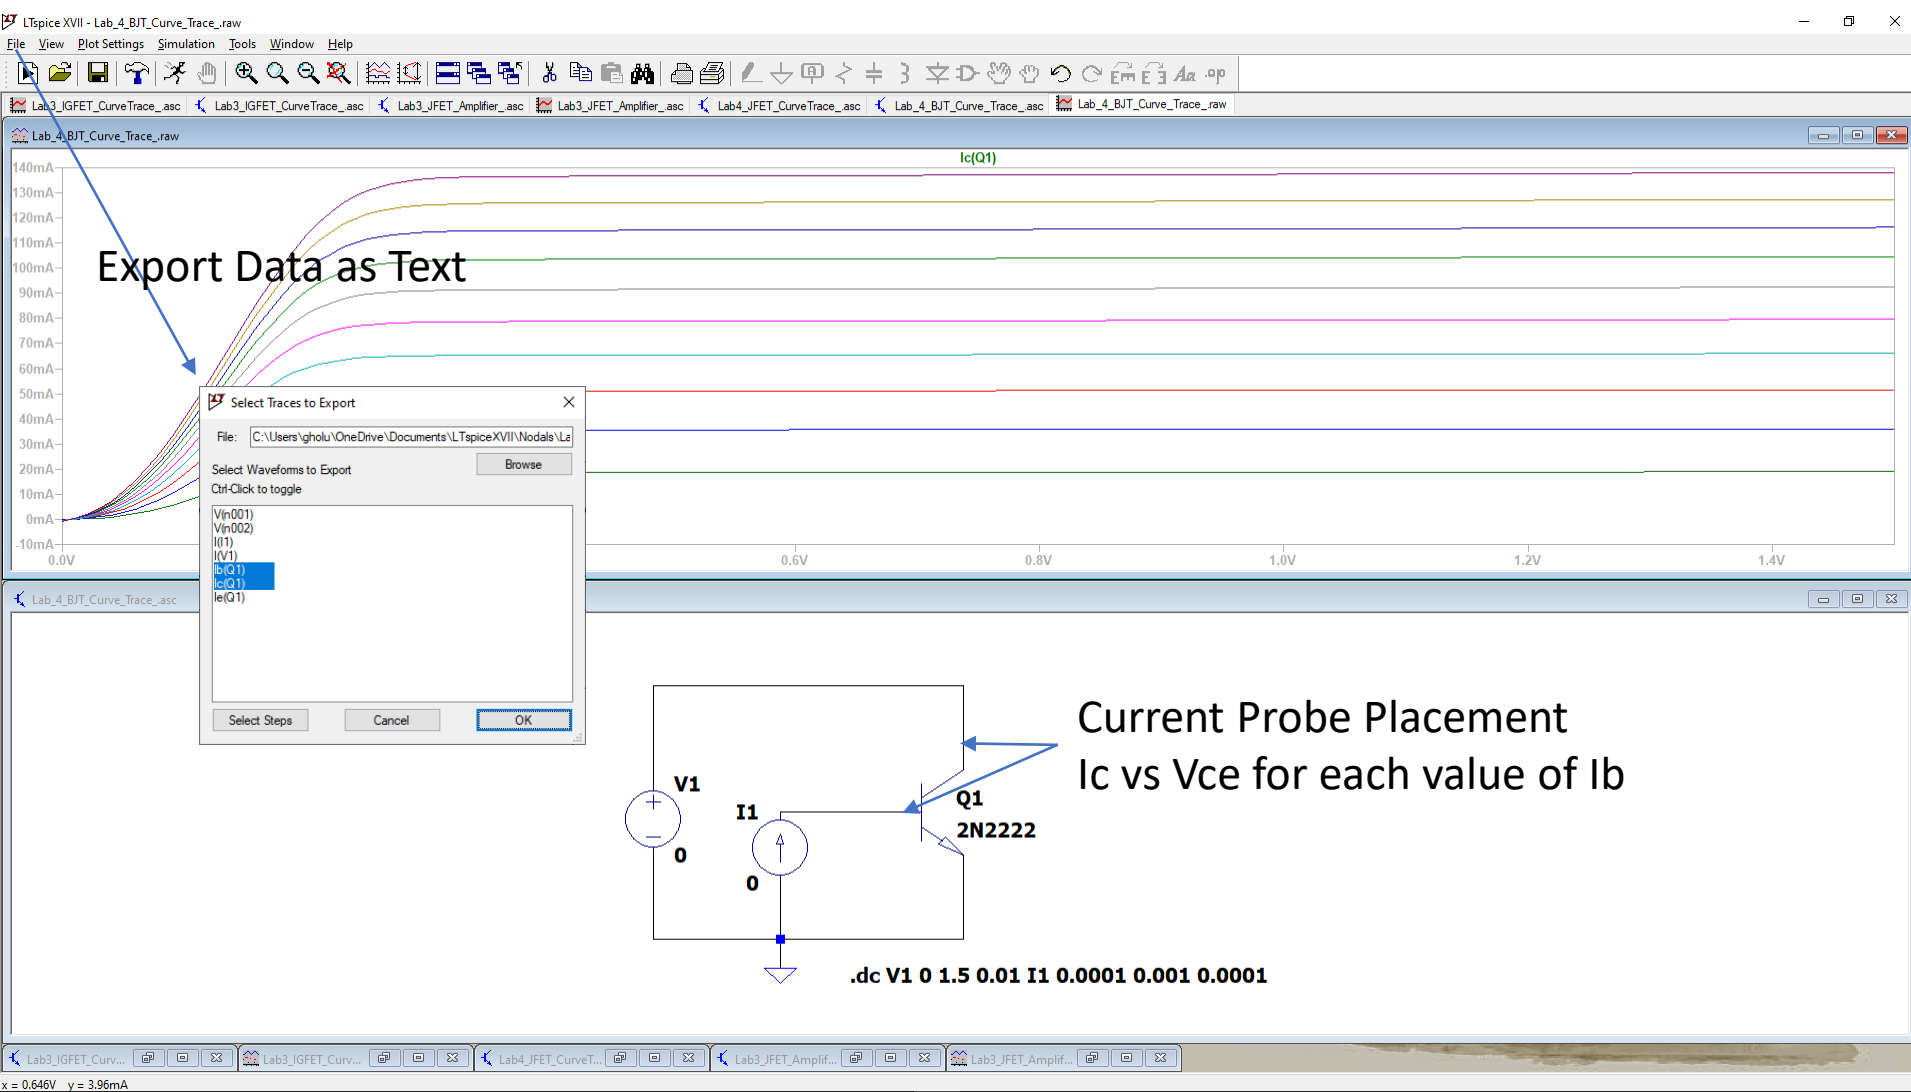 LTspice XVII - Lab_4_BJT_Curve_Trace_.raw
File View Plot Settings Simulation Tools Window Help
Lab3_IGFET_CurveTrace_.asc Lab3_IGFET_CurveTrace_.asc Lab3_JFET_Amplifier_.asc Lab3_JFET_Amplifier_.asc Lab4_JFET_CurveTrace_.asc Lab_4_BJT_Curve_Trace_.asc Lab_4_BJT_Curve_Trace_.raw
Lab_4_BJT_Curve_Trace_.raw
Ic(Q1)
140mA
130mA
120mA
110mA
100mA
90mA
80mA
70mA
60mA
50mA
40mA
30mA
20mA
10mA
0mA
-10mA
0.0V 0.6V 0.8V 1.0V 1.2V 1.4V
Export Data as Text
Select Traces to Export
File: C:\Users\gholu\OneDrive\Documents\LTspiceXVII\Nodals\La
Browse
Select Waveforms to Export
Ctrl-Click to toggle
V(n001)
V(n002)
I(I1)
I(V1)
Ib(Q1)
Ic(Q1)
Ie(Q1)
Select Steps Cancel OK
Lab_4_BJT_Curve_Trace_.asc
Current Probe Placement
Ic vs Vce for each value of Ib
V1
0
I1
0
Q1
2N2222
.dc V1 0 1.5 0.01 I1 0.0001 0.001 0.0001
Lab3_IGFET_Curv... Lab3_IGFET_Curv... Lab4_JFET_CurveT... Lab3_JFET_Amplif... Lab3_JFET_Amplif...
x = 0.646V y = 3.96mA